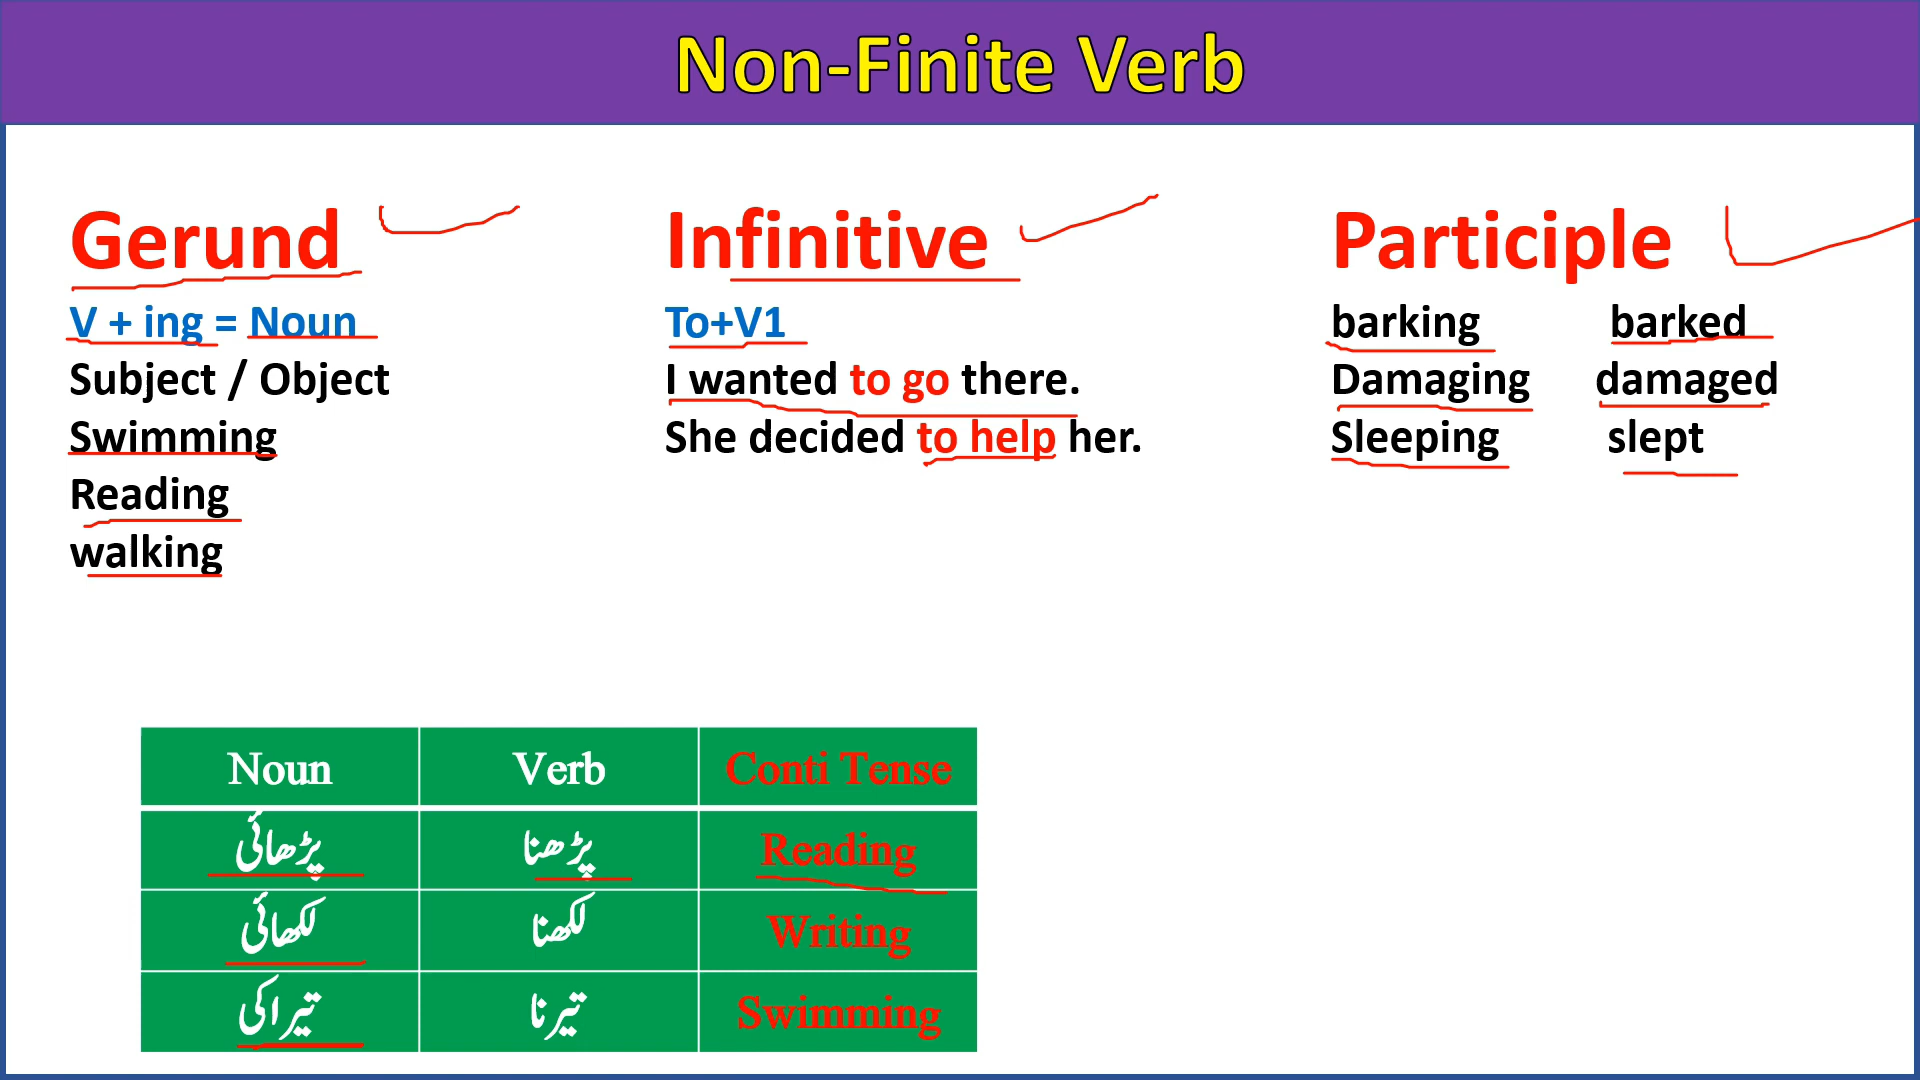 Non-Finite Verb
Gerund
V + ing = Noun
Subject / Object
Swimming
Reading
walking
Infinitive
To+V1
I wanted to go there.
She decided to help her.
Participle
barking barked
Damaging damaged
Sleeping slept
Noun Verb Conti Tense
پڑھائی پڑھنا Reading
لکھائی لکھنا Writing
تیراکی تیرنا Swimming